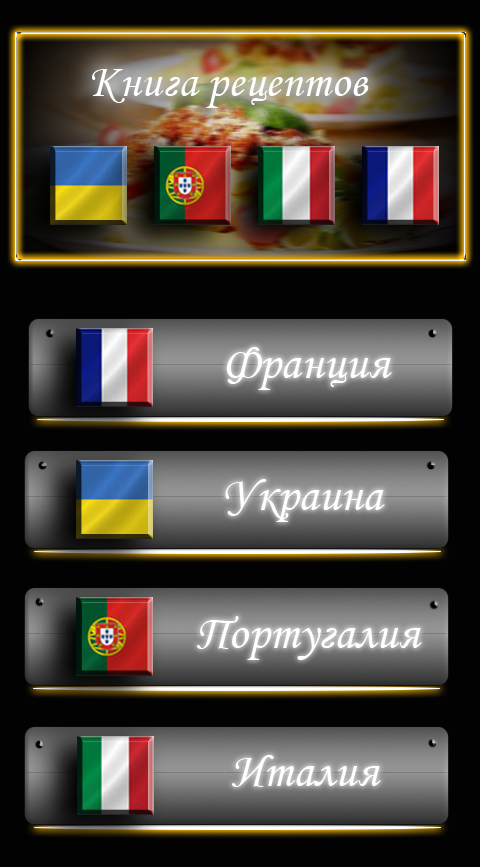 Книга рецептов
Франция
Украина
Португалия
Италия